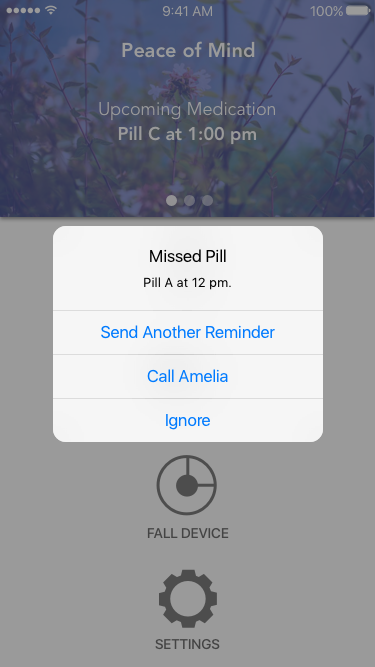 9:41 AM
100%
Peace of Mind
Upcoming Medication
Pill C at 1:00 pm
Missed Pill
Pill A at 12 pm.
Send Another Reminder
Call Amelia
Ignore
FALL DEVICE
SETTINGS